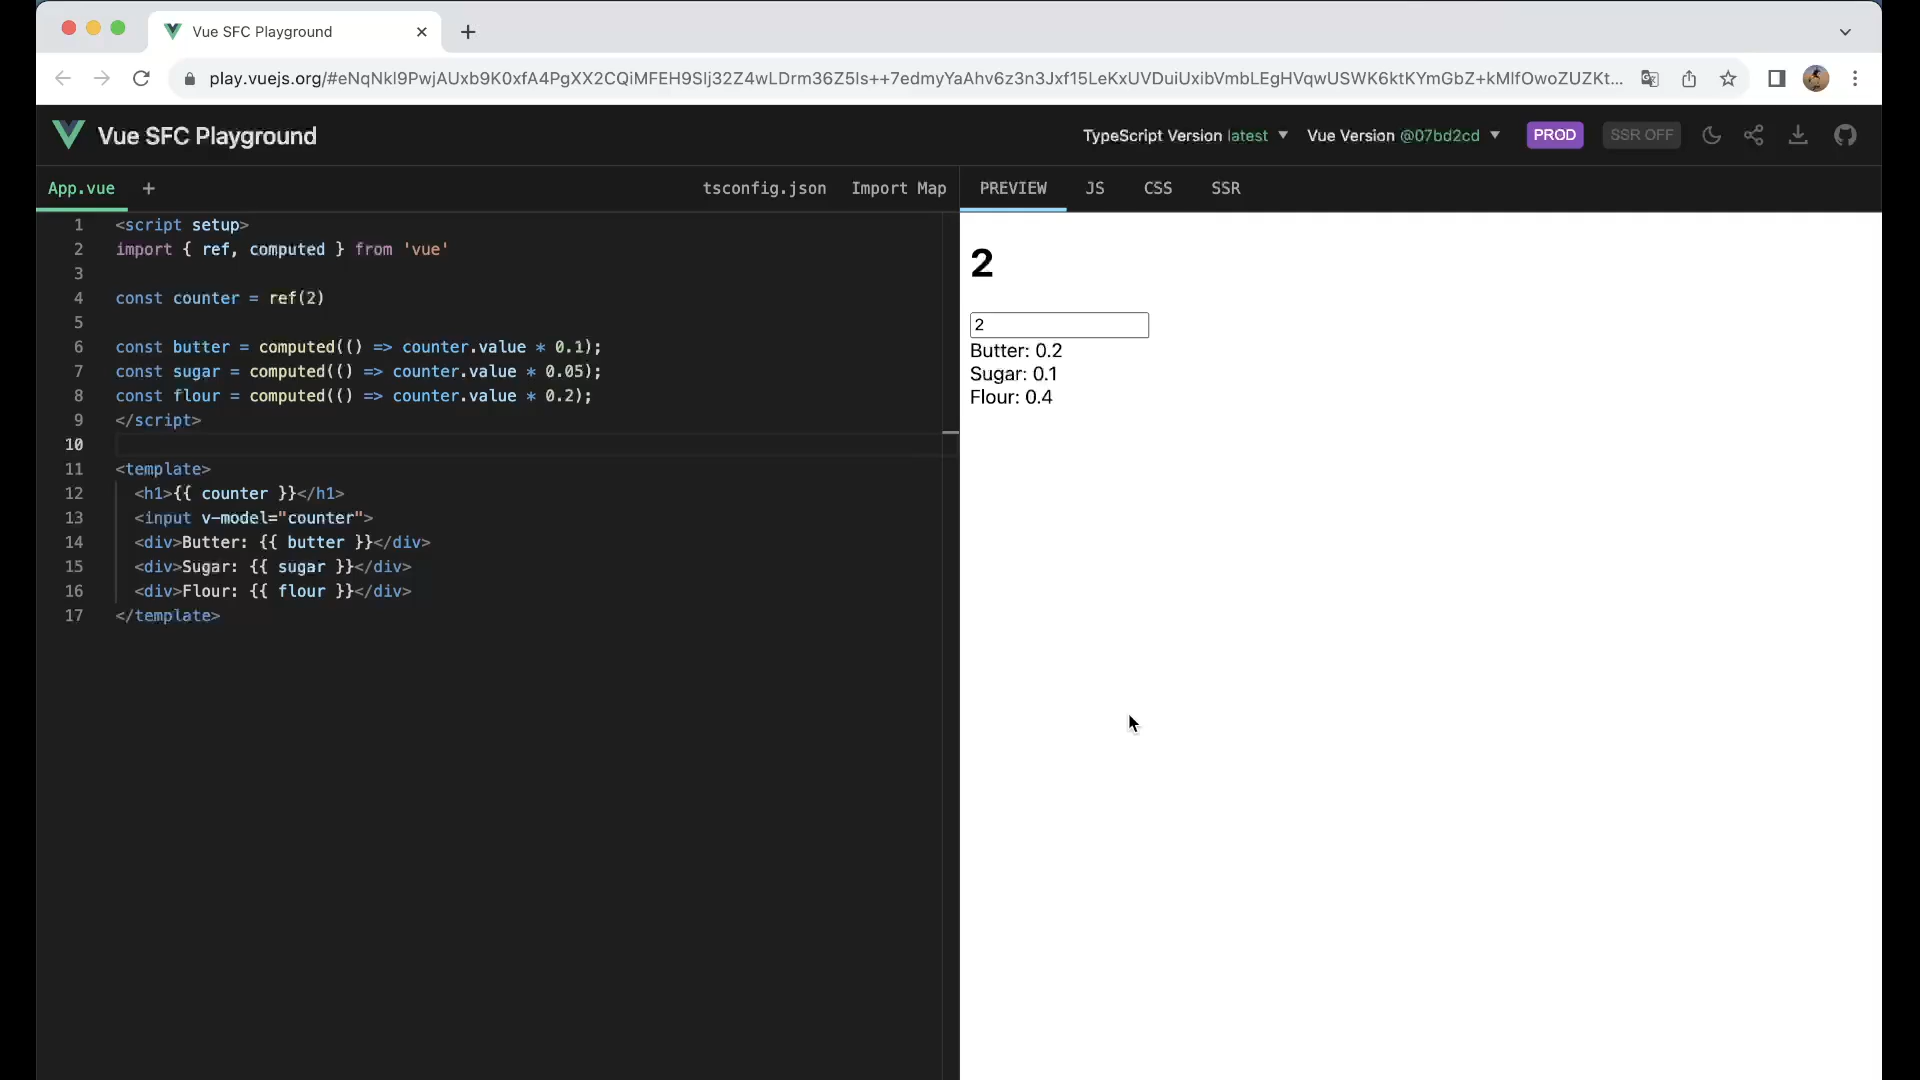 Vue SFC Playground
play.vuejs.org/#eNqNkl9PwjAUxb9K0xfA4PgXX2CQiMFEH9Slj32Z4wLDrm36Z5ls++7edmyYaAhv6z3n3Jxf15LeKxUVDuiUxibVmbLEgHVqwUSWK6ktKYmGbZ+kMlfOwoZUZKt...
Vue SFC Playground
TypeScript Version latest
Vue Version @07bd2cd
PROD
SSR OFF
App.vue
+
tsconfig.json
Import Map
PREVIEW
JS
CSS
SSR
1 <script setup>
2 import { ref, computed } from 'vue'
3
4 const counter = ref(2)
5
6 const butter = computed(() => counter.value * 0.1);
7 const sugar = computed(() => counter.value * 0.05);
8 const flour = computed(() => counter.value * 0.2);
9 </script>
10
11 <template>
12 <h1>{{ counter }}</h1>
13 <input v-model="counter">
14 <div>Butter: {{ butter }}</div>
15 <div>Sugar: {{ sugar }}</div>
16 <div>Flour: {{ flour }}</div>
17 </template>
2
2
Butter: 0.2
Sugar: 0.1
Flour: 0.4